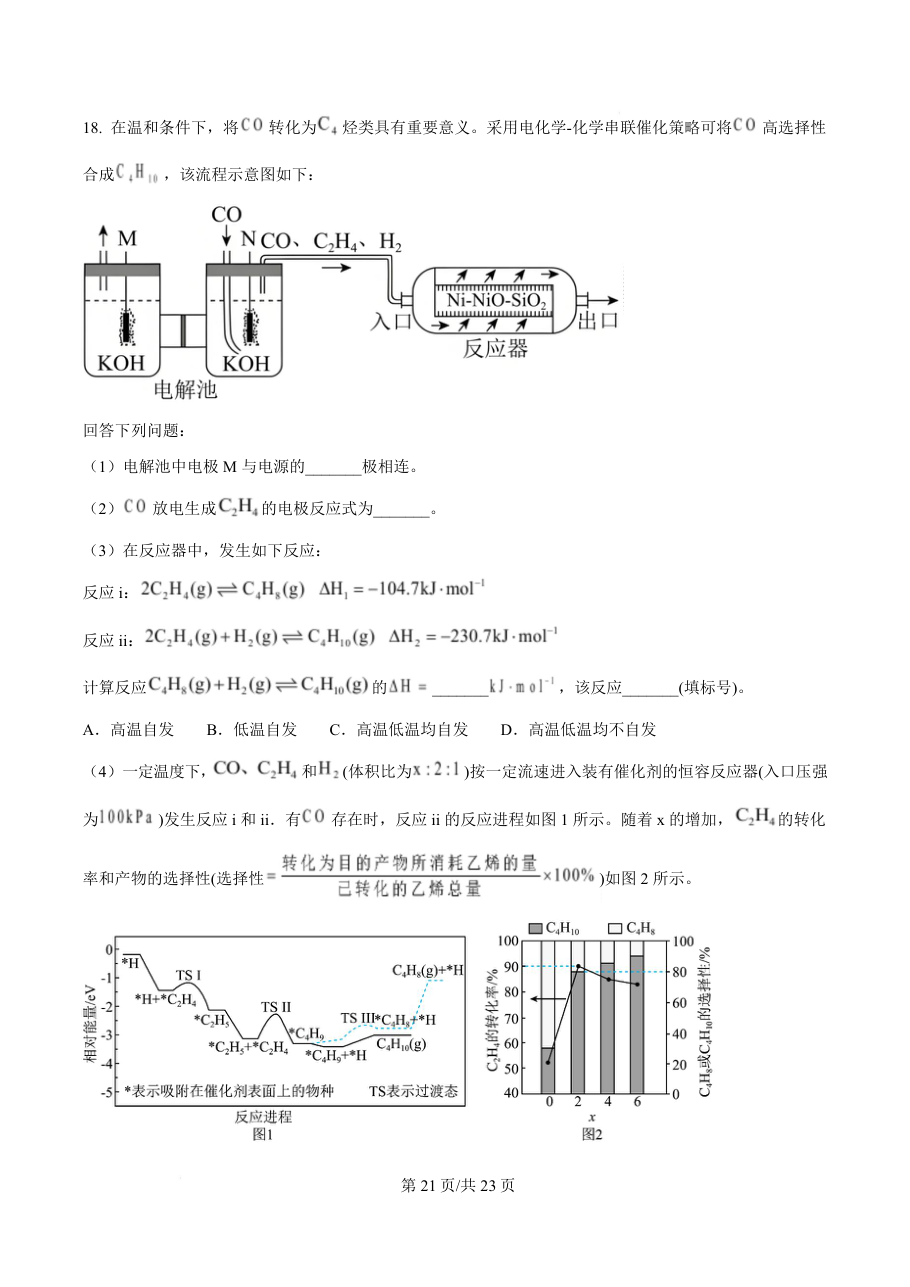 18. 在温和条件下，将CO 转化为C₄ 烃类具有重要意义。采用电化学-化学串联催化策略可将CO 高选择性
合成C₄H₁₀，该流程示意图如下：
CO
M
N
CO、C₂H₄、H₂
Ni-NiO-SiO₂
入口
出口
KOH
KOH
反应器
电解池
回答下列问题：
（1）电解池中电极 M 与电源的_______极相连。
（2）CO 放电生成C₂H₄的电极反应式为_______。
（3）在反应器中，发生如下反应：
反应 i：2C₂H₄(g)⇌C₄H₈(g) ΔH₁=−104.7kJ·mol⁻¹
反应 ii：2C₂H₄(g)+H₂(g)⇌C₄H₁₀(g) ΔH₂=−230.7kJ·mol⁻¹
计算反应C₄H₈(g)+H₂(g)⇌C₄H₁₀(g)的ΔH=_______kJ·mol⁻¹，该反应_______(填标号)。
A．高温自发 B．低温自发 C．高温低温均自发 D．高温低温均不自发
（4）一定温度下，CO、C₂H₄和H₂(体积比为x:2:1)按一定流速进入装有催化剂的恒容反应器(入口压强
为100kPa)发生反应 i 和 ii．有CO 存在时，反应 ii 的反应进程如图 1 所示。随着 x 的增加，C₂H₄的转化
率和产物的选择性(选择性=转化为目的产物所消耗乙烯的量/已转化的乙烯总量×100%)如图 2 所示。
相对能量/eV
0
-1
-2
-3
-4
-5
*H
*H+*C₂H₄
TS I
*C₂H₅
*C₂H₅+*C₂H₄
TS II
*C₄H₉
*C₄H₉+*H
TS III
*C₄H₈+*H
C₄H₁₀(g)
C₄H₈(g)+*H
*表示吸附在催化剂表面上的物种
TS表示过渡态
反应进程
图1
C₄H₁₀
C₄H₈
C₂H₄的转化率/%
100
90
80
70
60
50
40
100
80
60
40
20
0
C₄H₈或C₄H₁₀的选择性/%
0 2 4 6
x
图2
第 21 页/共 23 页